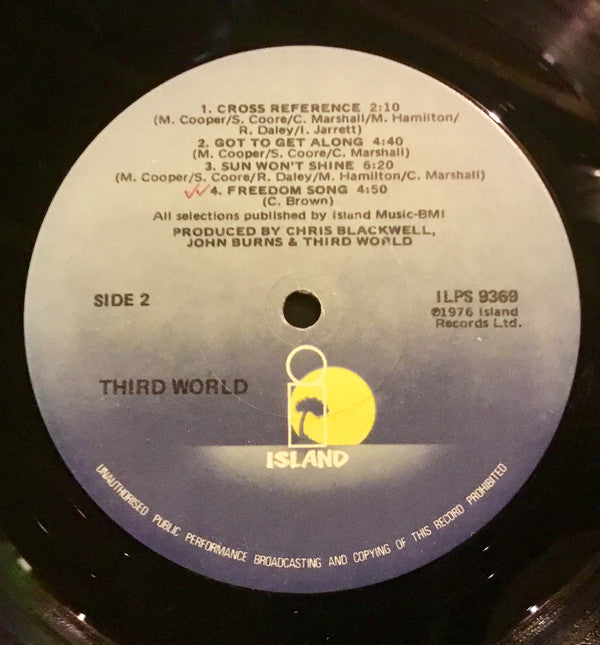 1. CROSS REFERENCE 2:10
(M. Cooper/S. Coore/C. Marshall/M. Hamilton/
R. Daley/I. Jarrett)
2. GOT TO GET ALONG 4:40
(M. Cooper/S. Coore/C. Marshall)
3. SUN WON'T SHINE 6:20
(M. Cooper/S. Coore/R. Daley/M. Hamilton/C. Marshall)
4. FREEDOM SONG 4:50
(C. Brown)
All selections published by Island Music-BMI
PRODUCED BY CHRIS BLACKWELL,
JOHN BURNS & THIRD WORLD
SIDE 2
ILPS 9369
℗1976 Island
Records Ltd.
THIRD WORLD
ISLAND
UNAUTHORISED PUBLIC PERFORMANCE BROADCASTING AND COPYING OF THIS RECORD PROHIBITED